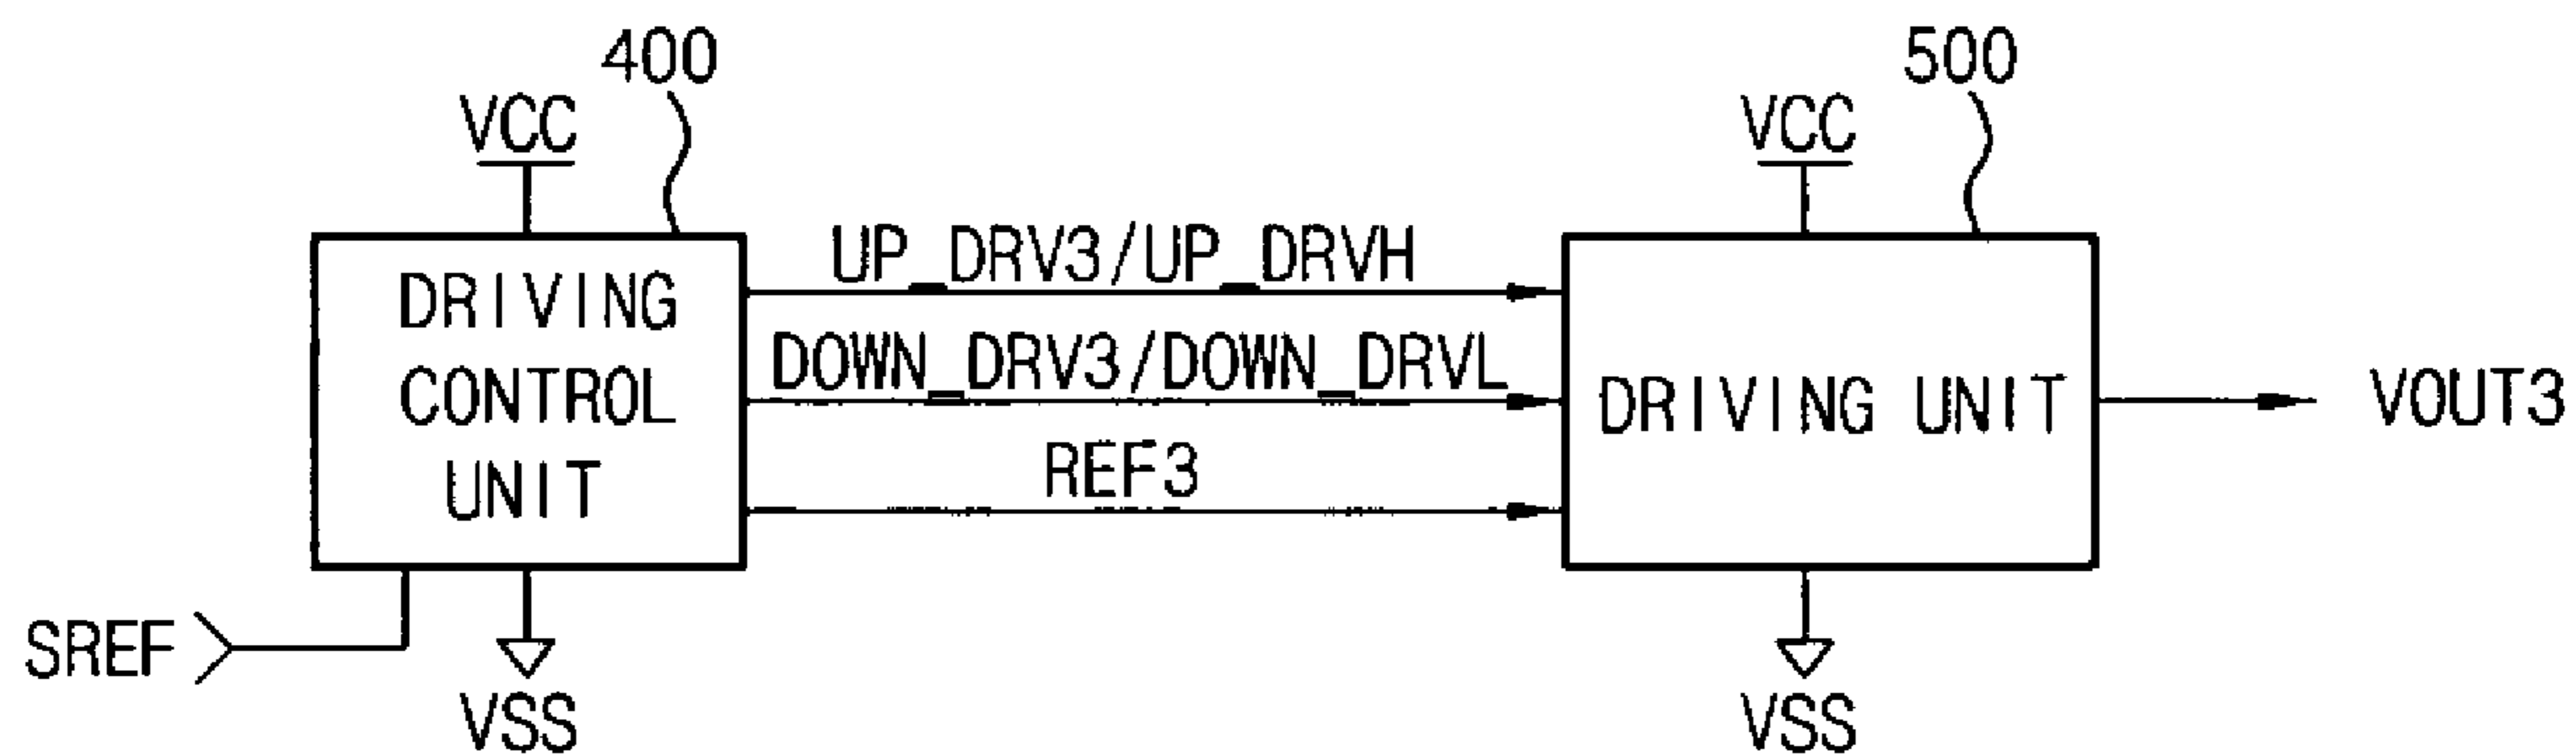 400
500
VCC
VCC
UP_DRV3/UP_DRVH
DRIVING
CONTROL
UNIT
DOWN_DRV3/DOWN_DRVL
REF3
DRIVING UNIT
VOUT3
SREF
VSS
VSS